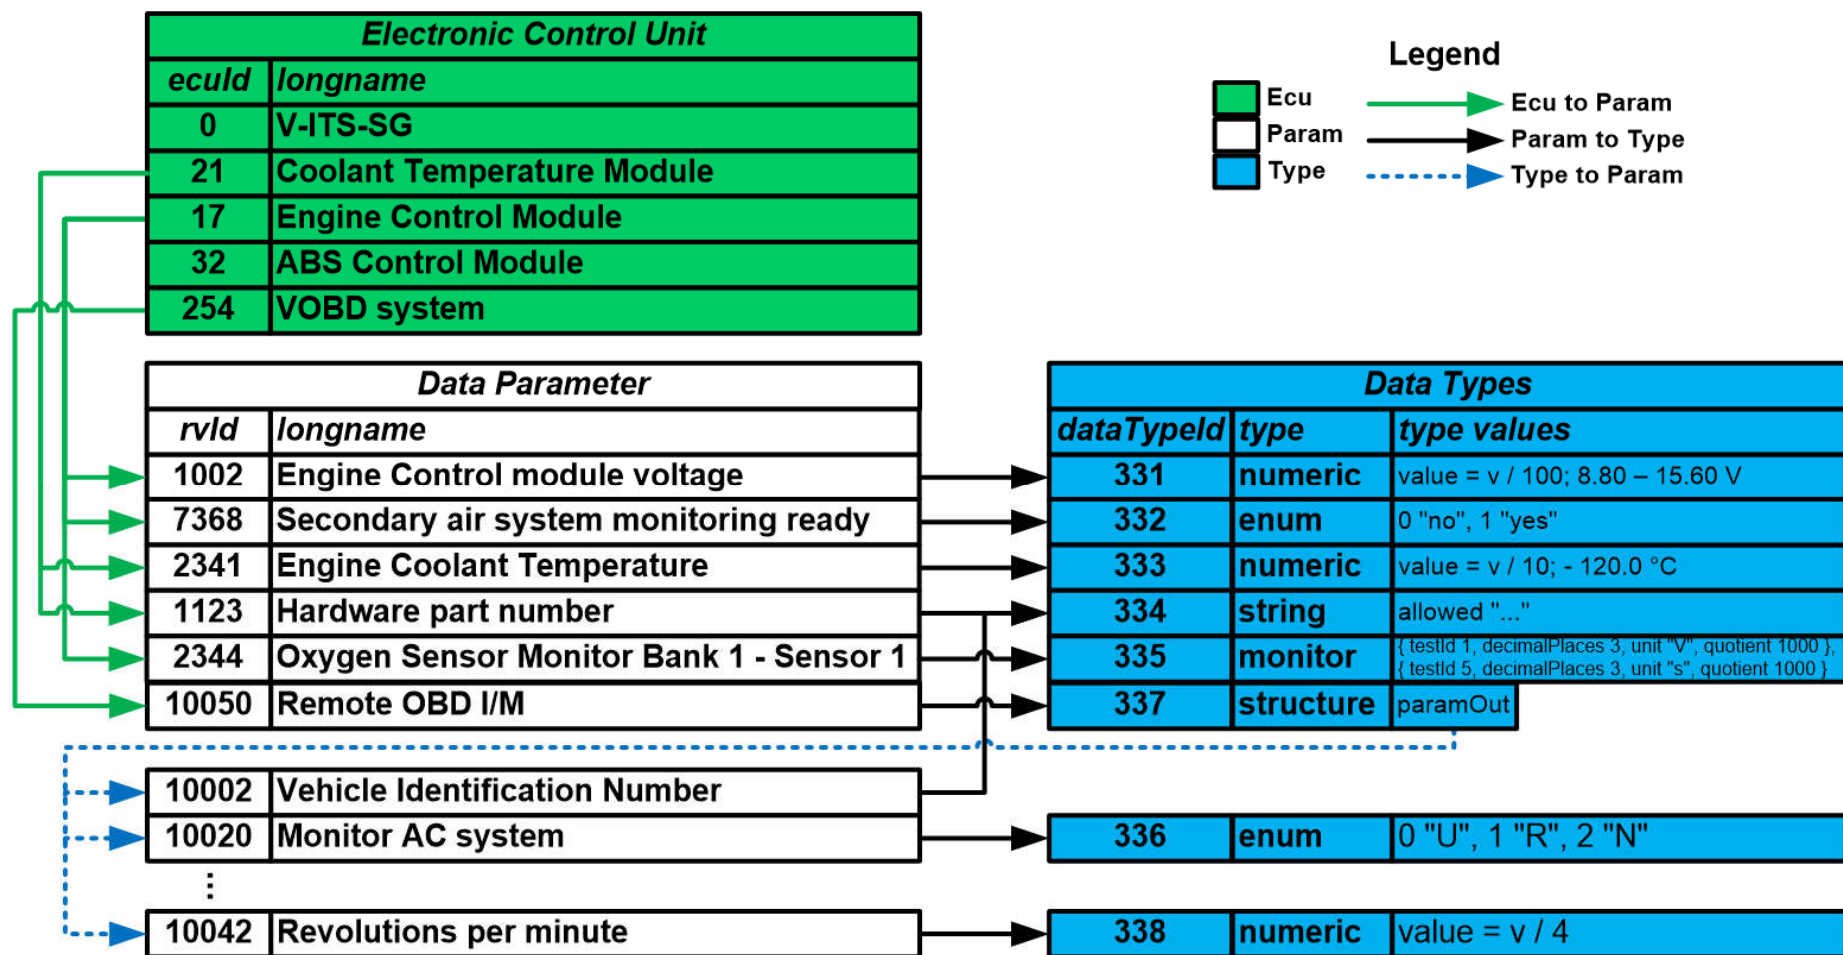 Electronic Control Unit
ecuId longname
0 V-ITS-SG
21 Coolant Temperature Module
17 Engine Control Module
32 ABS Control Module
254 VOBD system
Legend
Ecu Ecu to Param
Param Param to Type
Type Type to Param
Data Parameter
rvId longname
1002 Engine Control module voltage
7368 Secondary air system monitoring ready
2341 Engine Coolant Temperature
1123 Hardware part number
2344 Oxygen Sensor Monitor Bank 1 - Sensor 1
10050 Remote OBD I/M
10002 Vehicle Identification Number
10020 Monitor AC system
⋮
10042 Revolutions per minute
Data Types
dataTypeId type type values
331 numeric value = v / 100; 8.80 – 15.60 V
332 enum 0 "no", 1 "yes"
333 numeric value = v / 10; - 120.0 °C
334 string allowed "..."
335 monitor { testId 1, decimalPlaces 3, unit "V", quotient 1000 },
{ testId 5, decimalPlaces 3, unit "s", quotient 1000 }
337 structure paramOut
336 enum 0 "U", 1 "R", 2 "N"
338 numeric value = v / 4